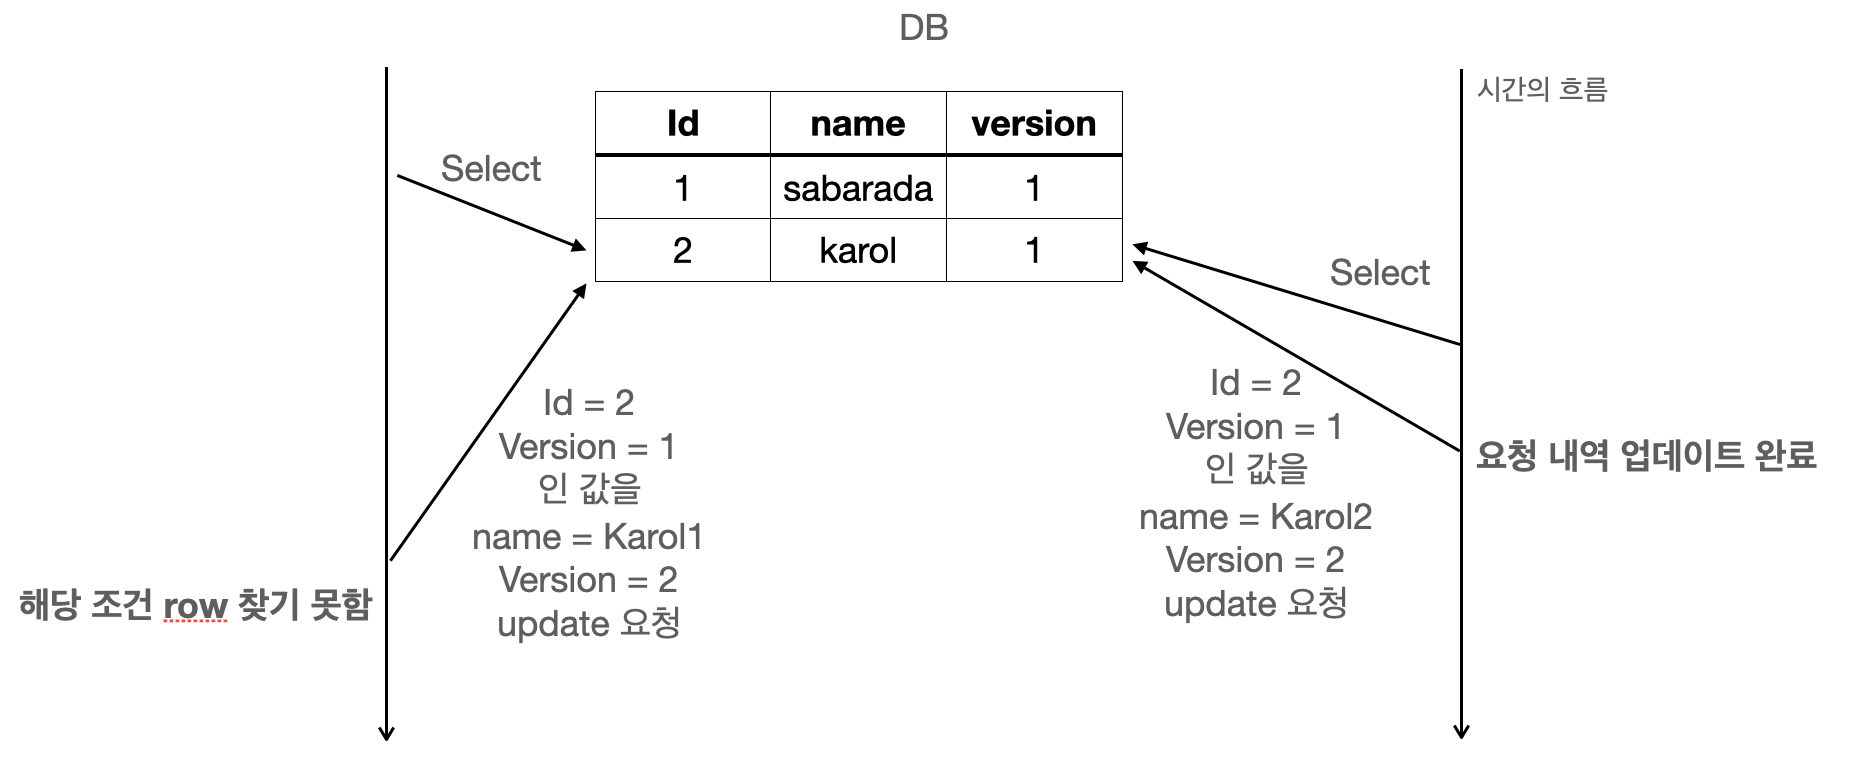 DB
시간의 흐름
Id name version
1 sabarada 1
2 karol 1
Select
Select
Id = 2
Version = 1
인 값을
name = Karol1
Version = 2
update 요청
해당 조건 row 찾기 못함
Id = 2
Version = 1
인 값을
name = Karol2
Version = 2
update 요청
요청 내역 업데이트 완료